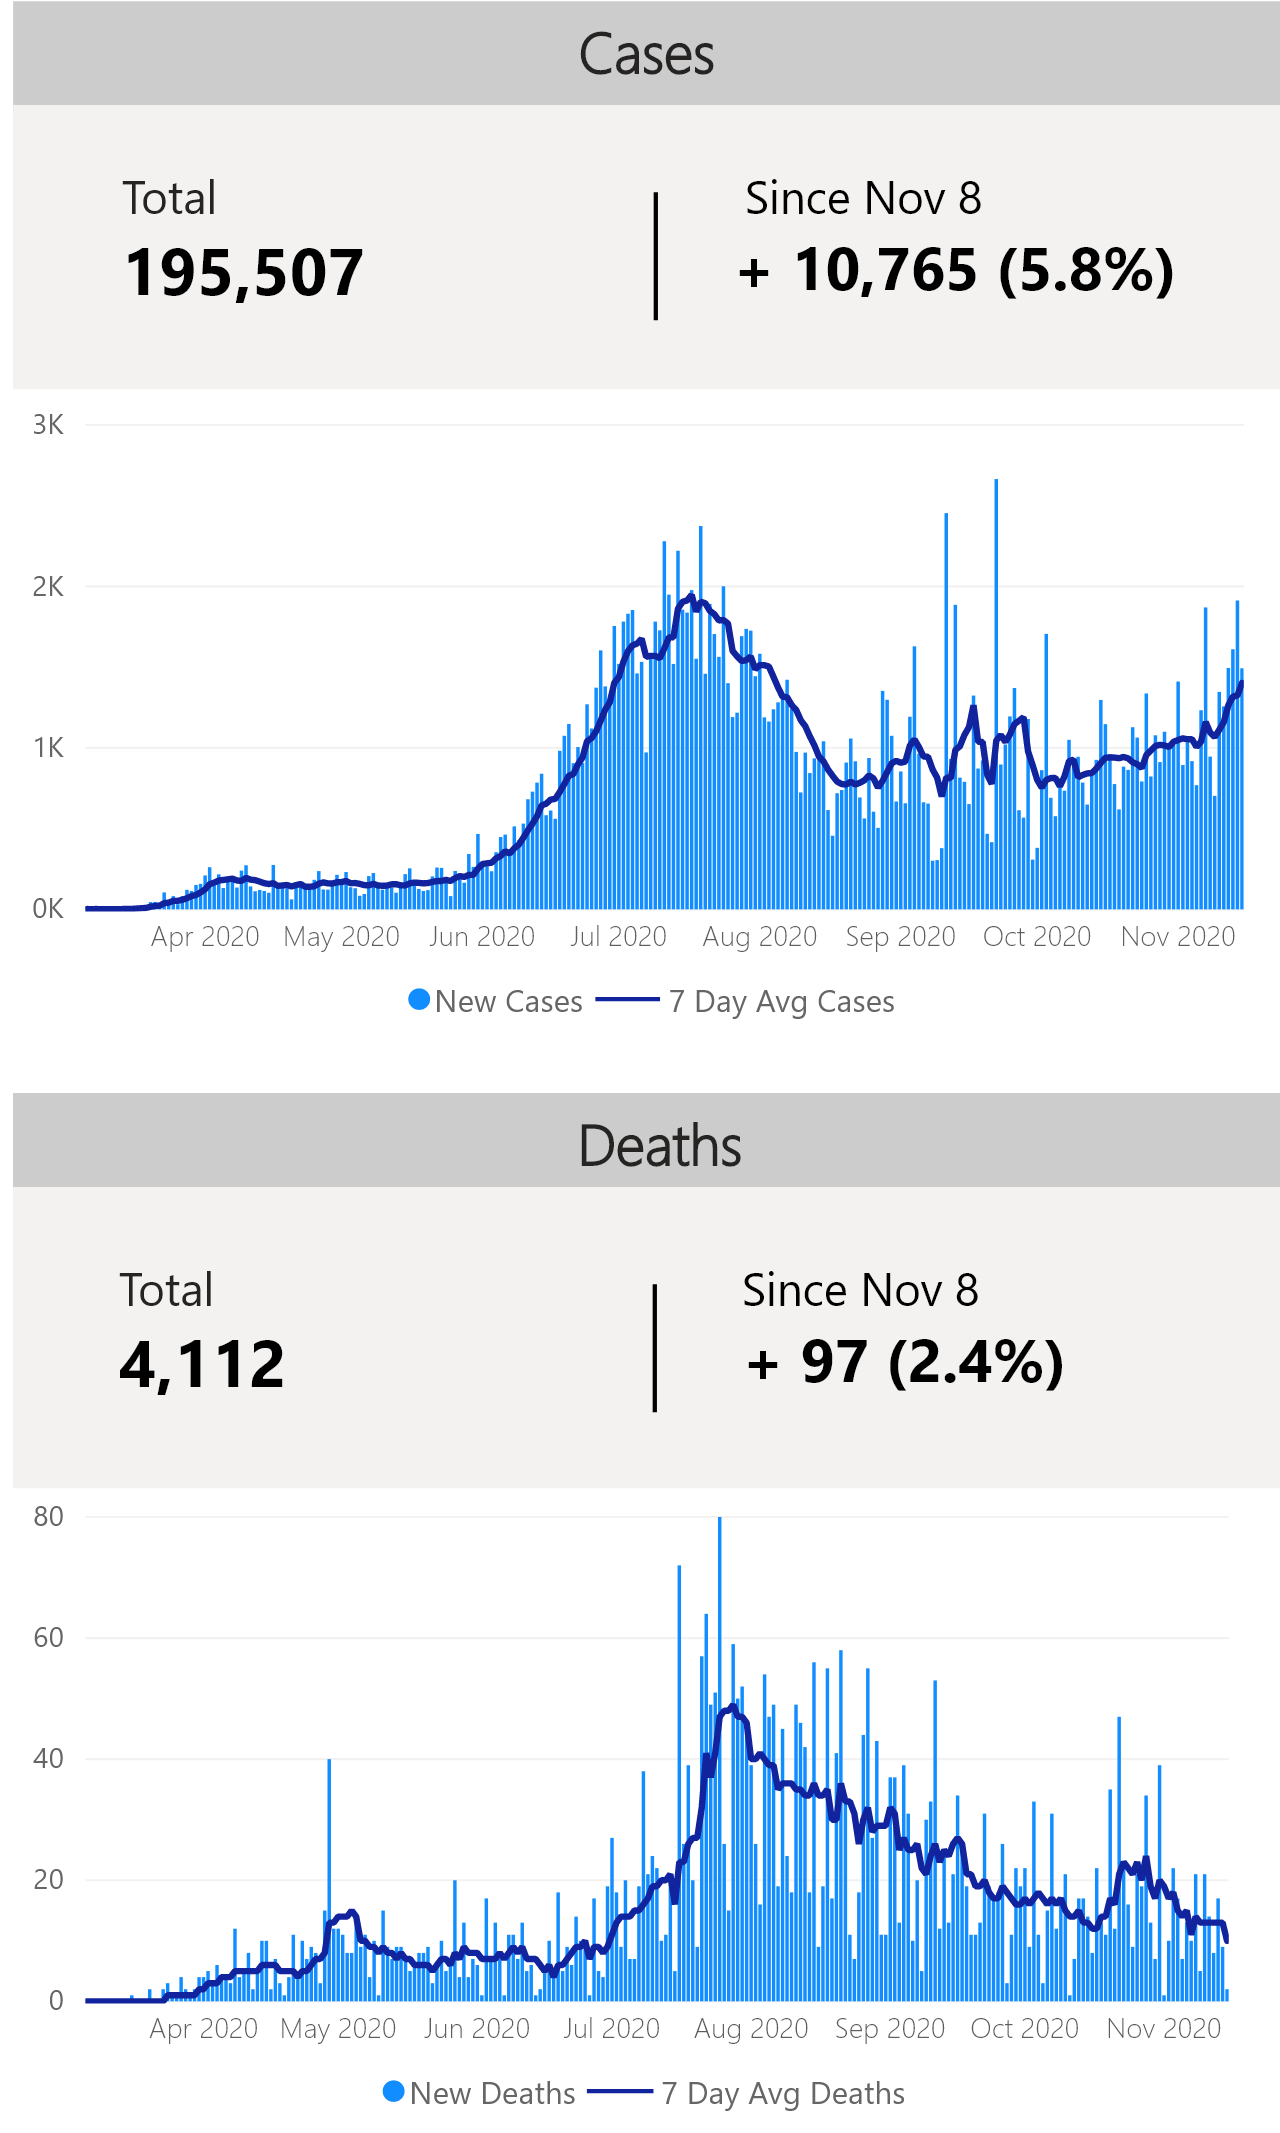 Cases
Total
Since Nov 8
195,507
+ 10,765 (5.8%)
3K
2K
1K
0K
Apr 2020 May 2020 Jun 2020 Jul 2020 Aug 2020 Sep 2020 Oct 2020 Nov 2020
New Cases 7 Day Avg Cases
Deaths
Total
Since Nov 8
4,112
+ 97 (2.4%)
80
60
40
20
0
Apr 2020 May 2020 Jun 2020 Jul 2020 Aug 2020 Sep 2020 Oct 2020 Nov 2020
New Deaths 7 Day Avg Deaths